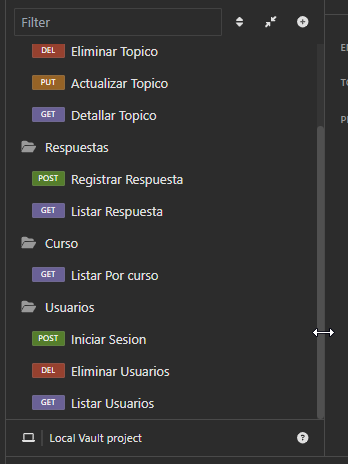 Filter
DEL Eliminar Topico
PUT Actualizar Topico
GET Detallar Topico
Respuestas
POST Registrar Respuesta
GET Listar Respuesta
Curso
GET Listar Por curso
Usuarios
POST Iniciar Sesion
DEL Eliminar Usuarios
GET Listar Usuarios
Local Vault project